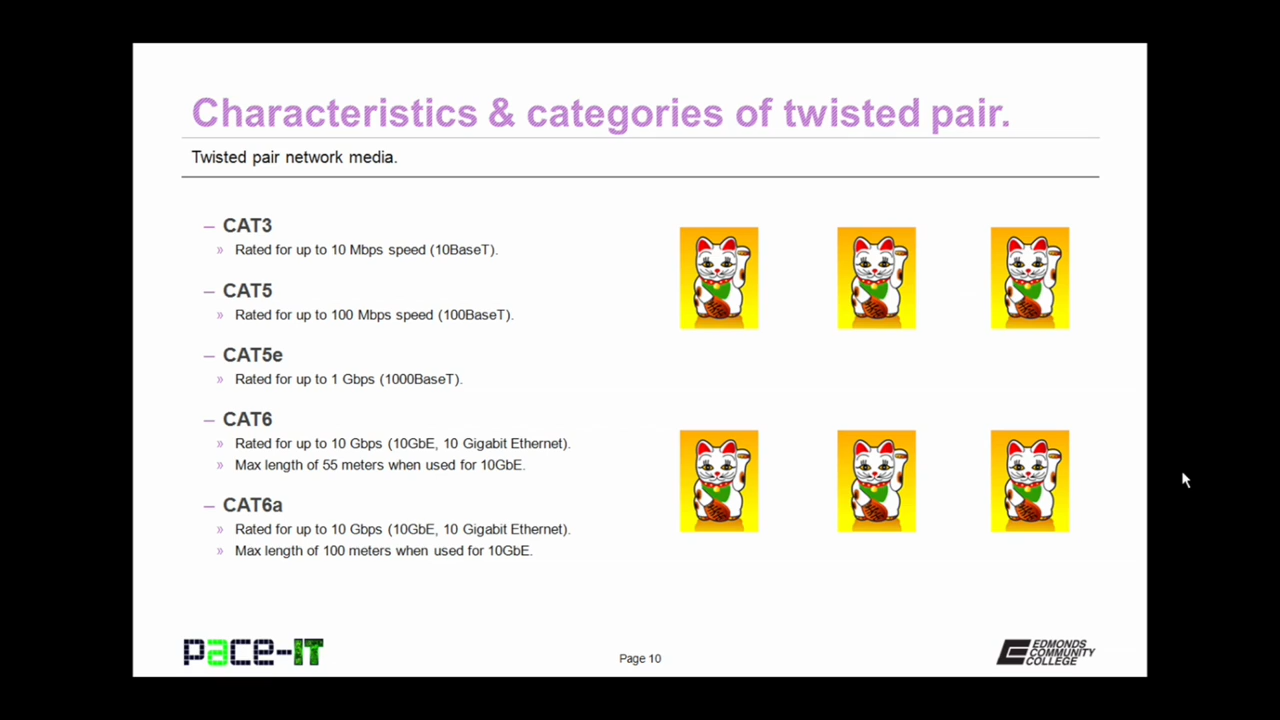 Characteristics & categories of twisted pair.
Twisted pair network media.
– CAT3
» Rated for up to 10 Mbps speed (10BaseT).
– CAT5
» Rated for up to 100 Mbps speed (100BaseT).
– CAT5e
» Rated for up to 1 Gbps (1000BaseT).
– CAT6
» Rated for up to 10 Gbps (10GbE, 10 Gigabit Ethernet).
» Max length of 55 meters when used for 10GbE.
– CAT6a
» Rated for up to 10 Gbps (10GbE, 10 Gigabit Ethernet).
» Max length of 100 meters when used for 10GbE.
pace-IT
Page 10
EDMONDS
COMMUNITY
COLLEGE